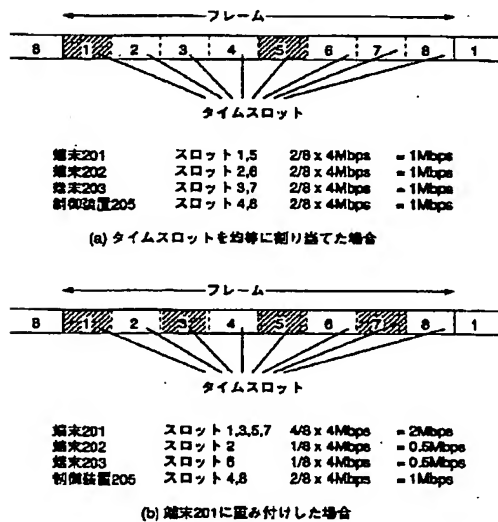 フレーム
8 1 2 3 4 5 6 7 8 1
タイムスロット
端末201 スロット1,5 2/8 x 4Mbps = 1Mbps
端末202 スロット2,6 2/8 x 4Mbps = 1Mbps
端末203 スロット3,7 2/8 x 4Mbps = 1Mbps
制御装置205 スロット4,8 2/8 x 4Mbps = 1Mbps
(a) タイムスロットを均等に割り当てた場合
フレーム
8 1 2 3 4 5 6 7 8 1
タイムスロット
端末201 スロット1,3,5,7 4/8 x 4Mbps = 2Mbps
端末202 スロット2 1/8 x 4Mbps = 0.5Mbps
端末203 スロット6 1/8 x 4Mbps = 0.5Mbps
制御装置205 スロット4,8 2/8 x 4Mbps = 1Mbps
(b) 端末201に重み付けした場合